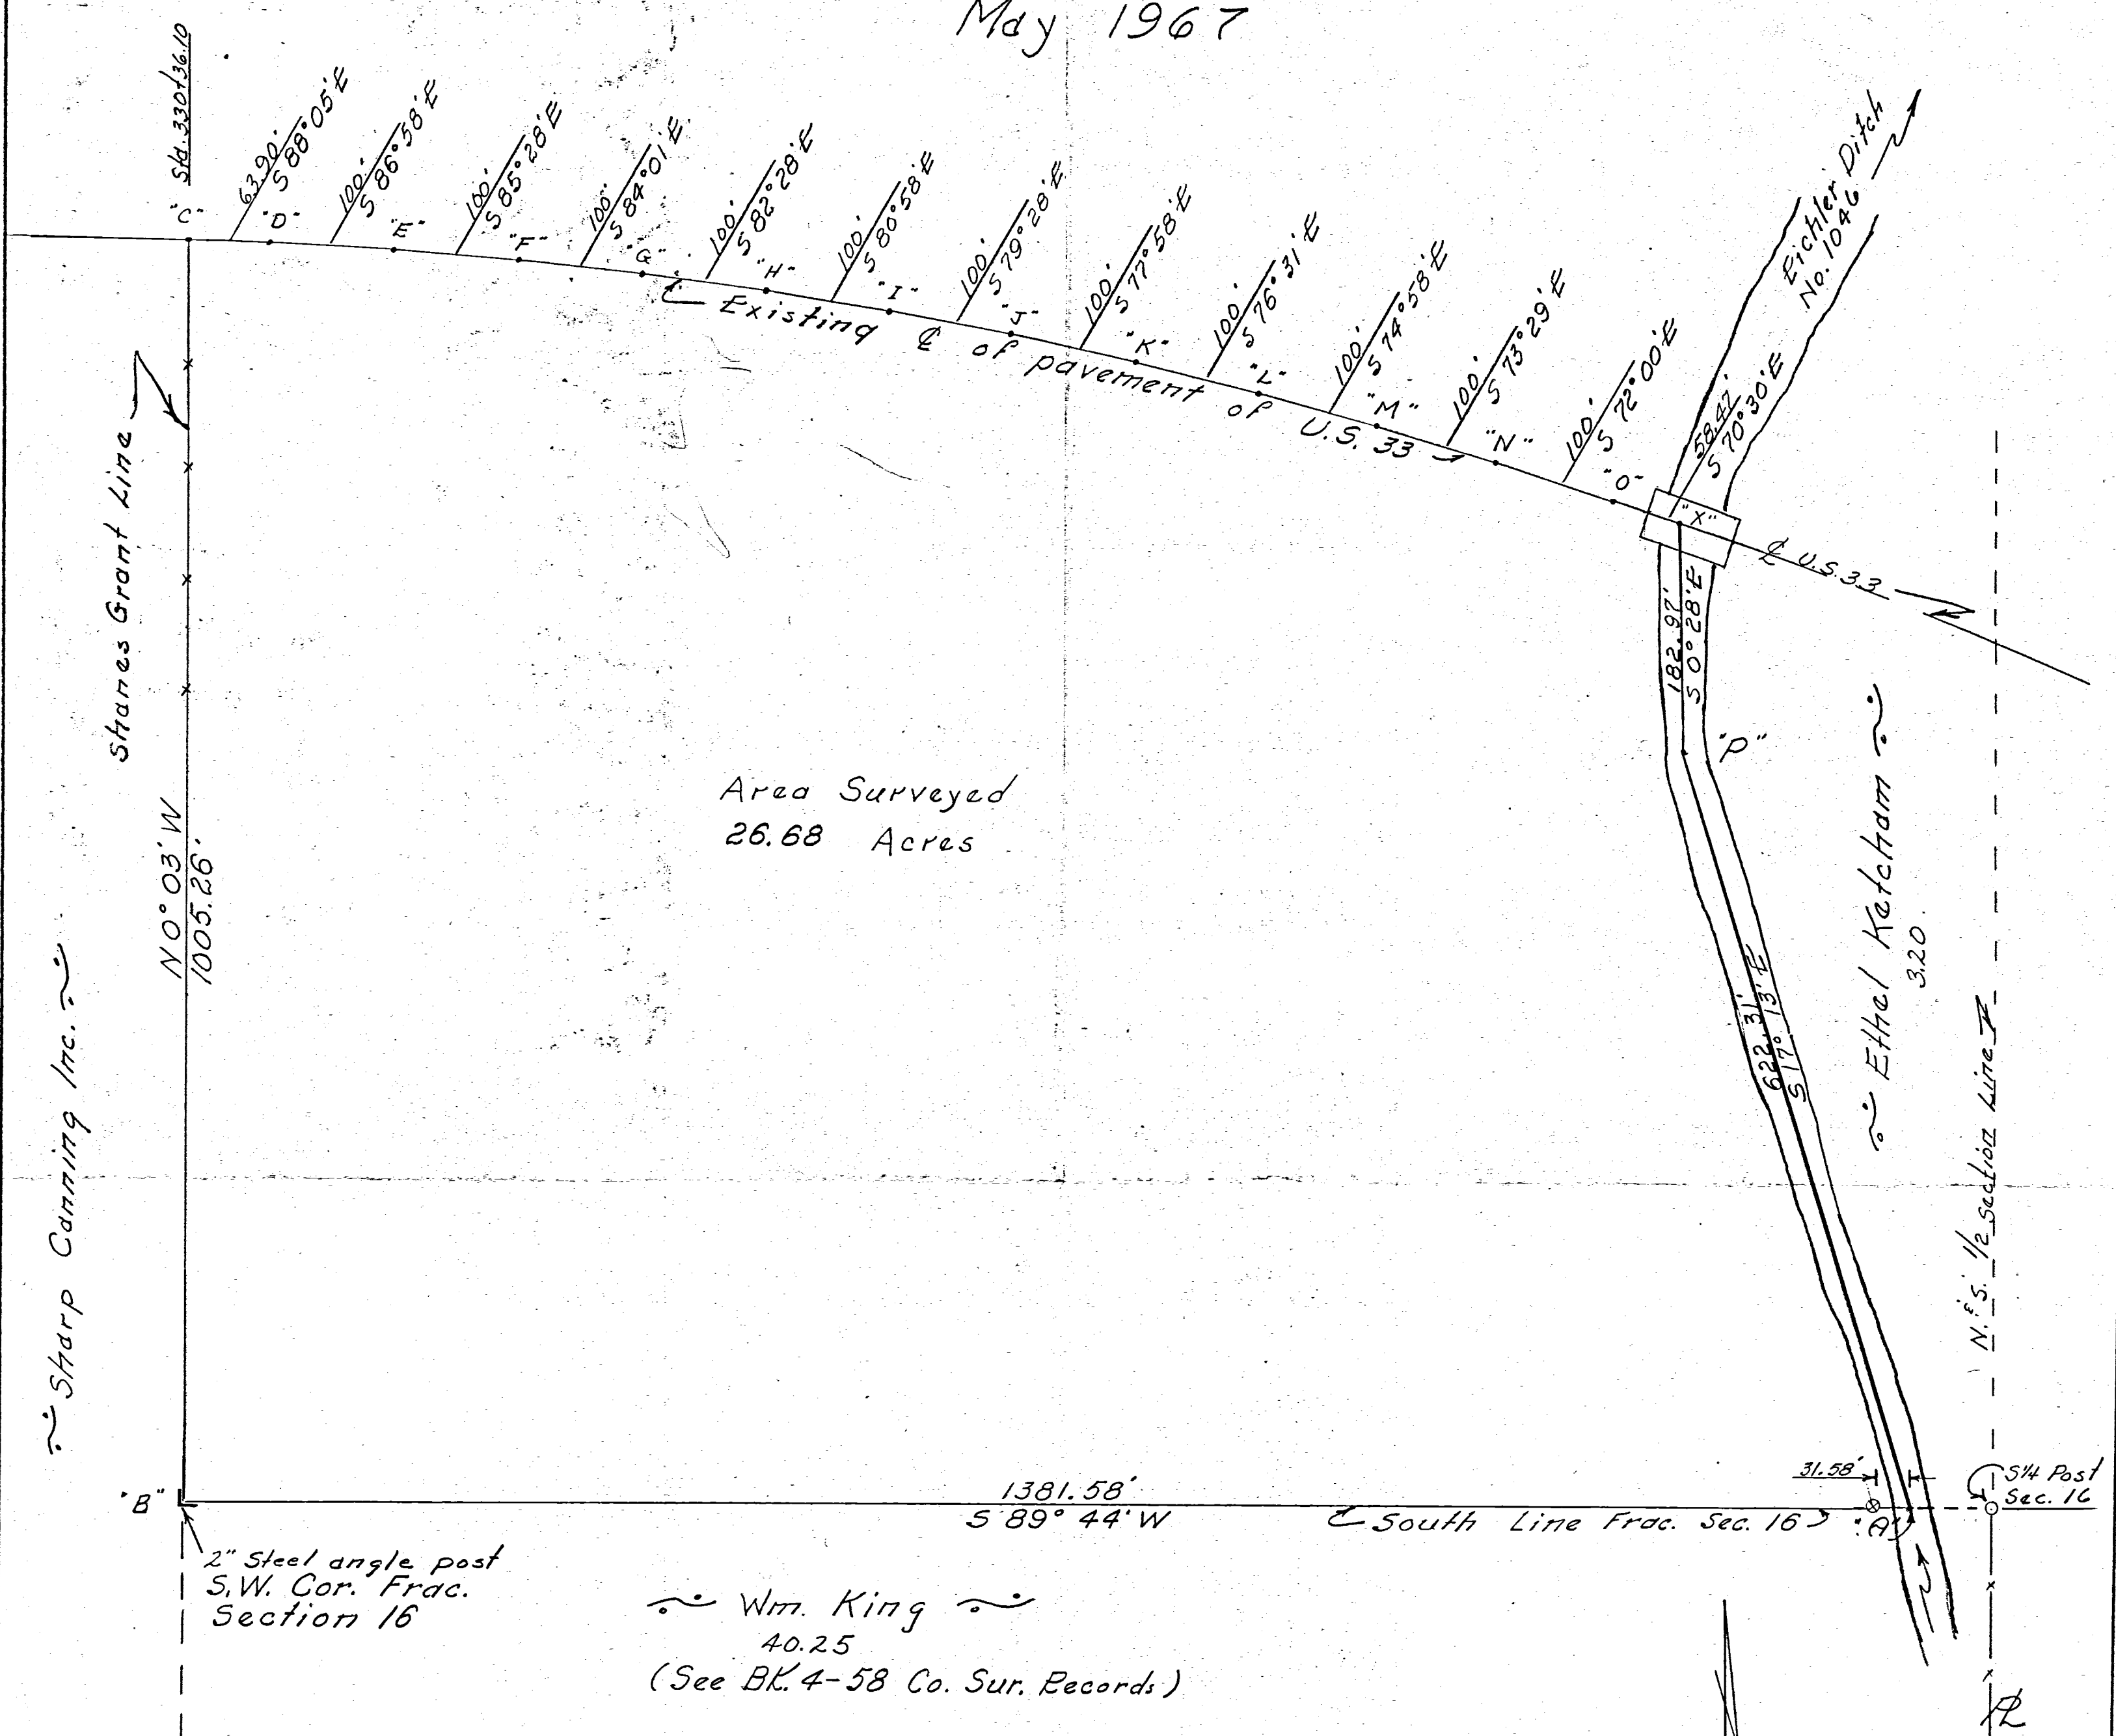 May 1967
Sta. 330+36.10
"C"
63.90'
S 88° 05' E
"D"
100'
S 86° 58' E
"E"
100'
S 85° 28' E
"F"
100'
S 84° 01' E
"G"
100'
S 82° 28' E
"H"
100'
S 80° 58' E
"I"
100'
S 79° 28' E
"J"
100'
S 77° 58' E
"K"
100'
S 76° 31' E
"L"
100'
S 74° 58' E
"M"
100'
S 73° 29' E
"N"
100'
S 72° 00' E
"O"
58.47'
S 70° 30' E
"X"
Eichler Ditch
No. 1046
Existing ℄ of pavement of U.S. 33
℄ U.S. 33
Shanes Grant Line
182.97'
S 0° 28' E
"P"
Area Surveyed
26.68 Acres
N 0° 03' W
1005.26'
Sharp Canning Inc.
Ethel Ketcham
3.20
622.31'
S 17° 13' E
N. & S. 1/2 Section Line
"B"
1381.58'
S 89° 44' W
South Line Frac. Sec. 16
31.58'
"A"
S 1/4 Post
Sec. 16
2" Steel angle post
S.W. Cor. Frac.
Section 16
Wm. King
40.25
(See BK. 4-58 Co. Sur. Records)
PL